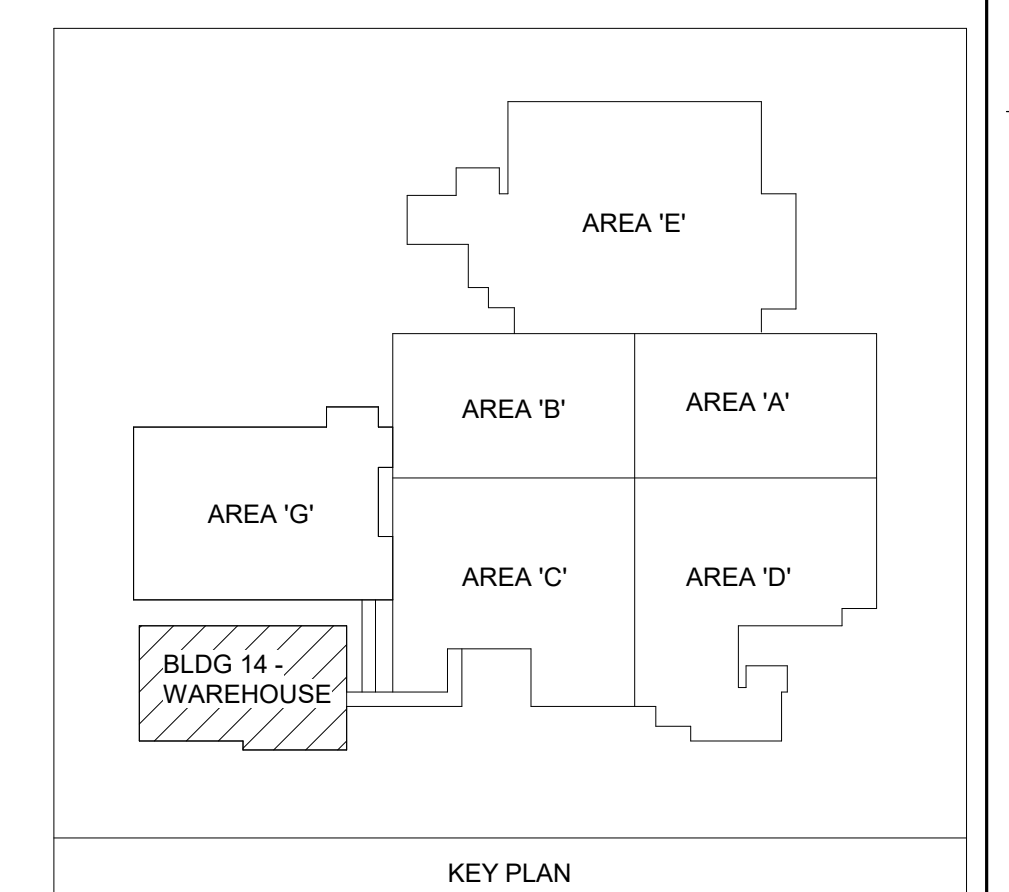 AREA 'E'
AREA 'B'
AREA 'A'
AREA 'G'
AREA 'C'
AREA 'D'
BLDG 14 -
WAREHOUSE
KEY PLAN